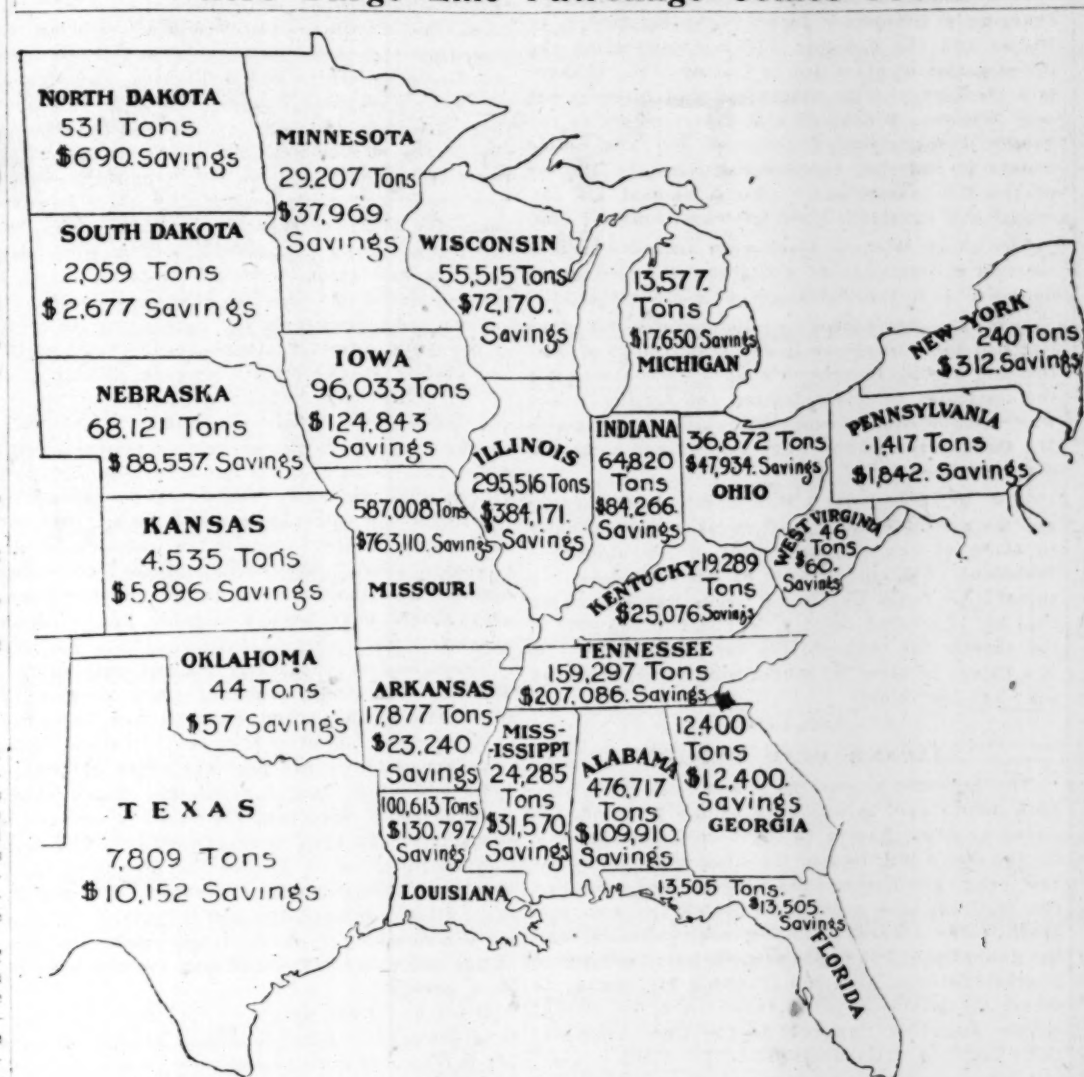 NORTH DAKOTA
531 Tons
$690. Savings
MINNESOTA
29,207 Tons
$37,969
Savings
SOUTH DAKOTA
2,059 Tons
$2,677 Savings
WISCONSIN
55,515 Tons
$72,170.
Savings
13,577.
Tons
$17,650 Savings
MICHIGAN
NEW YORK
240 Tons
$312. Savings
NEBRASKA
68,121 Tons
$88,557. Savings
IOWA
96,033 Tons
$124,843
Savings
ILLINOIS
295,516 Tons
$384,171.
Savings
INDIANA
64,820
Tons
$84,266.
Savings
36,872 Tons
$47,934. Savings
OHIO
PENNSYLVANIA
1,417 Tons
$1,842. Savings
KANSAS
4,535 Tons
$5,896 Savings
587,008 Tons
$763,110. Savings
MISSOURI
KENTUCKY
19,289
Tons
$25,076. Savings
WEST VIRGINIA
46
Tons
$60.
Savings
OKLAHOMA
44 Tons
$57 Savings
ARKANSAS
17,877 Tons
$23,240
Savings
TENNESSEE
159,297 Tons
$207,086. Savings
MISS-
-ISSIPPI
24,285
Tons
$31,570.
Savings
ALABAMA
476,717
Tons
$109,910.
Savings
12,400
Tons
$12,400.
Savings
GEORGIA
TEXAS
7,809 Tons
$10,152 Savings
100,613 Tons
$130,797.
Savings
LOUISIANA
13,505 Tons.
$13,505.
Savings
FLORIDA